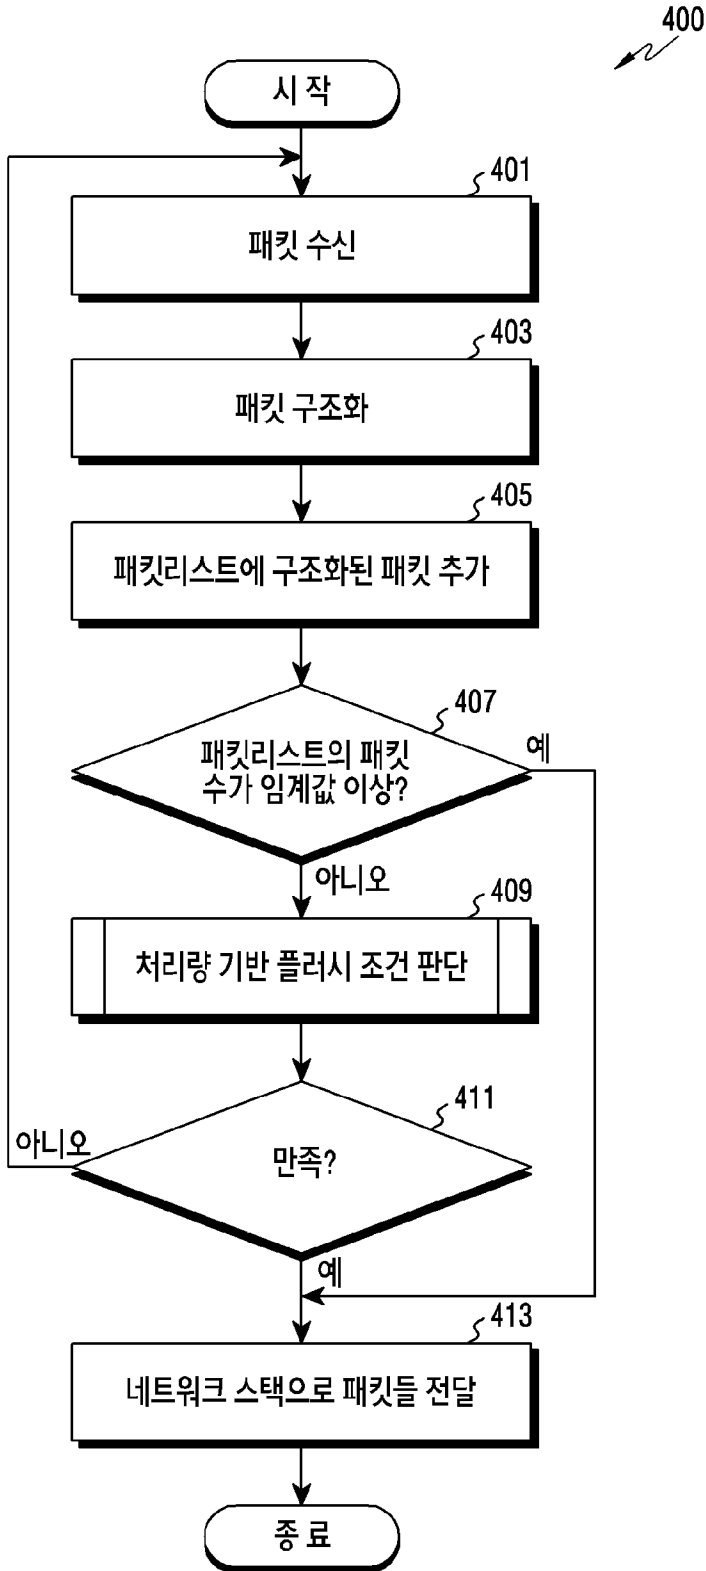 400
시 작
401
패킷 수신
403
패킷 구조화
405
패킷리스트에 구조화된 패킷 추가
407
패킷리스트의 패킷
수가 임계값 이상?
예
아니오
409
처리량 기반 플러시 조건 판단
411
만족?
아니오
예
413
네트워크 스택으로 패킷들 전달
종 료